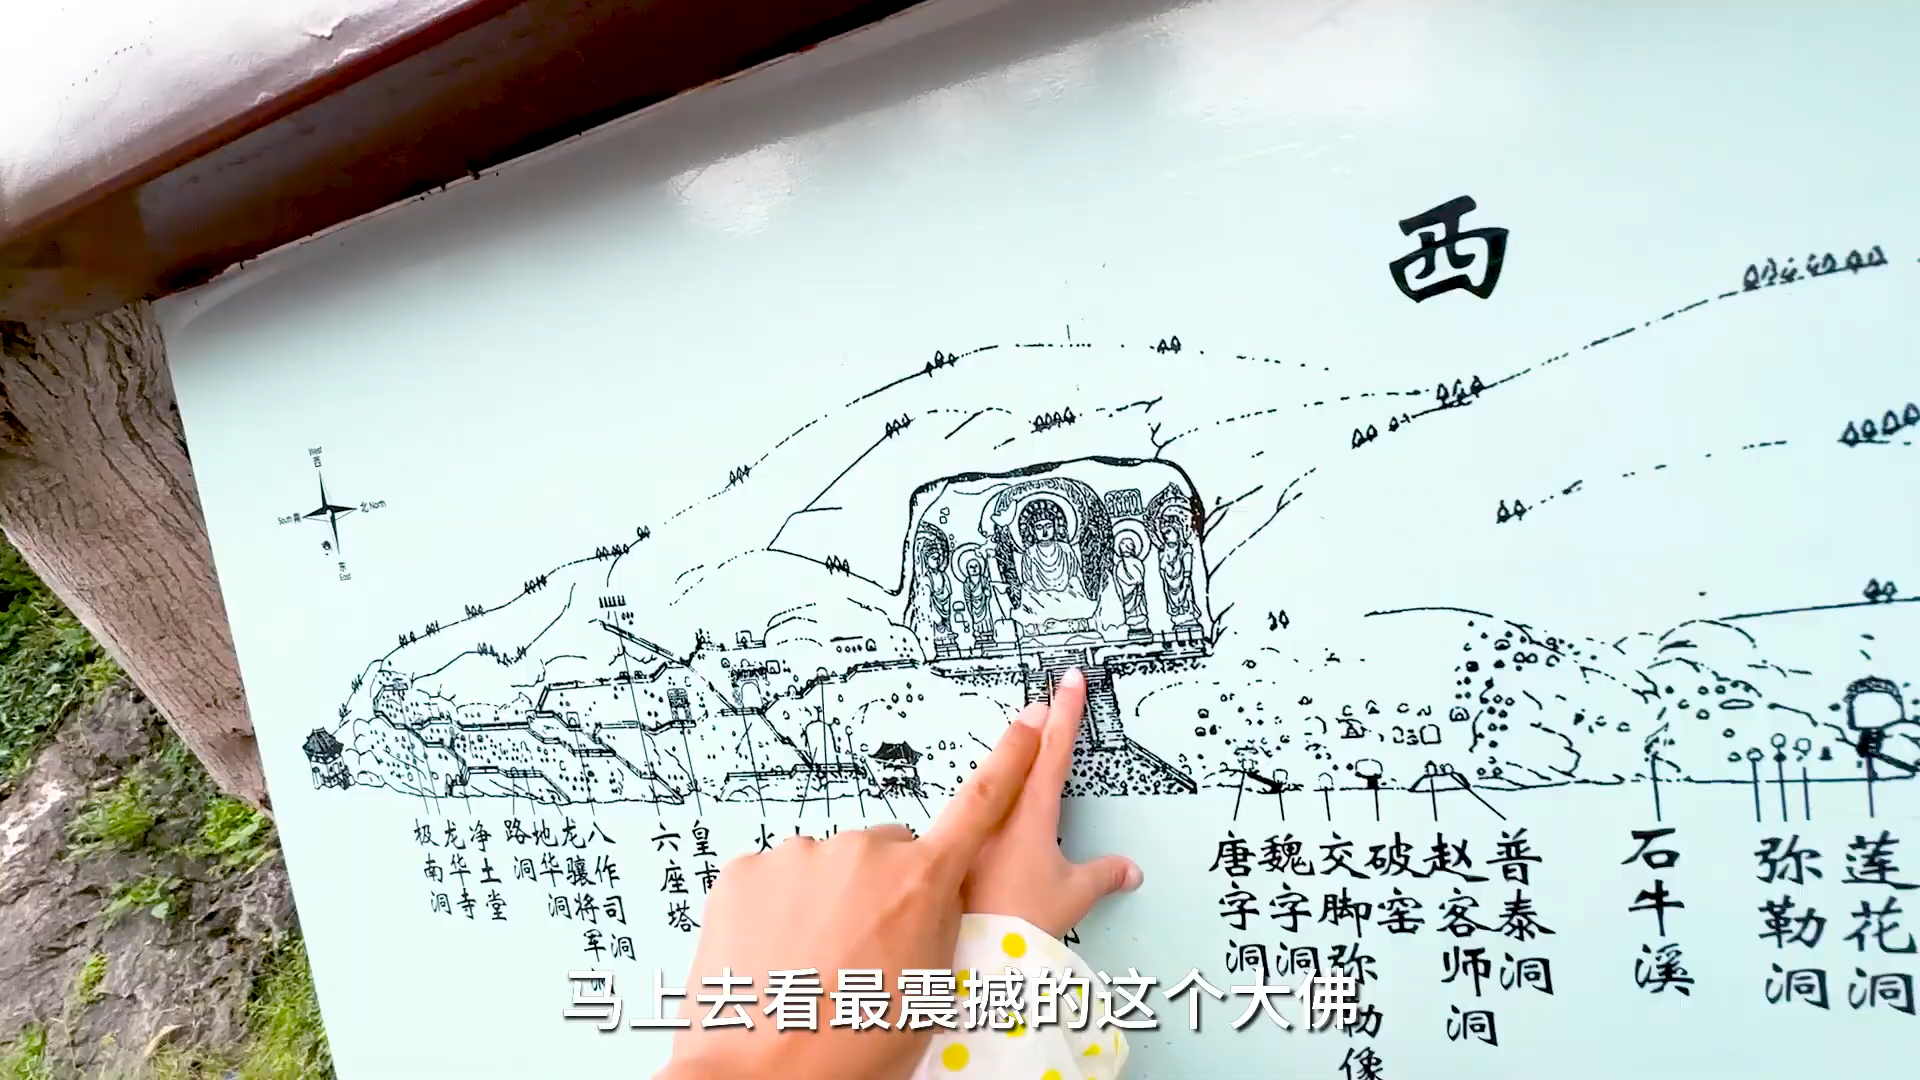 西
West
西
South 南
北 North
东
East
极南洞
龙华寺
净土堂
路洞
地华洞
龙骧将军
八作司洞
六座塔
皇甫
火
唐字洞
魏字洞
交脚弥勒像
破窑
赵客师洞
普泰洞
石牛溪
弥勒洞
莲花洞
马上去看最震撼的这个大佛